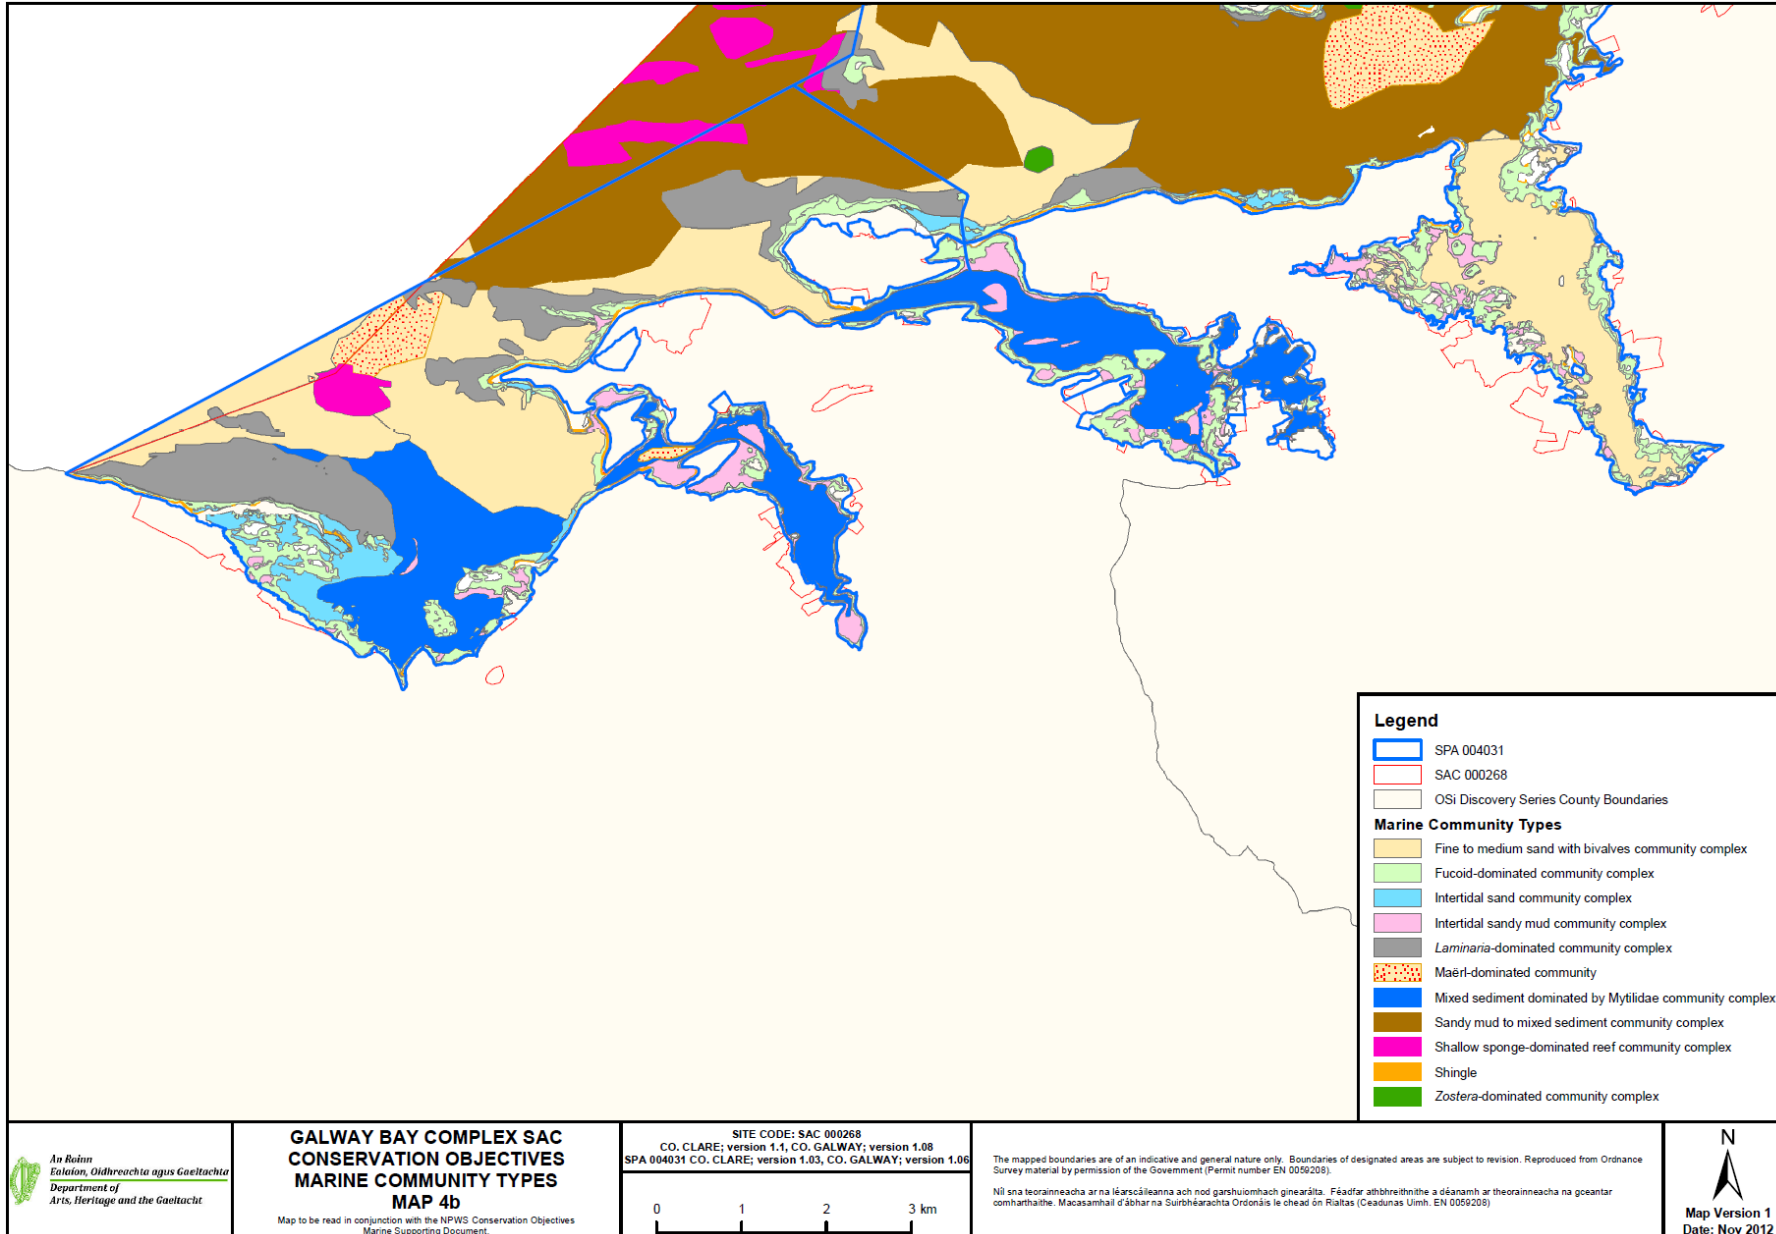 Legend
SPA 004031
SAC 000268
OSi Discovery Series County Boundaries
Marine Community Types
Fine to medium sand with bivalves community complex
Fucoid-dominated community complex
Intertidal sand community complex
Intertidal sandy mud community complex
Laminaria-dominated community complex
Maërl-dominated community
Mixed sediment dominated by Mytilidae community complex
Sandy mud to mixed sediment community complex
Shallow sponge-dominated reef community complex
Shingle
Zostera-dominated community complex
An Roinn
Ealaíon, Oidhreachta agus Gaeltachta
Department of
Arts, Heritage and the Gaeltacht
GALWAY BAY COMPLEX SAC
CONSERVATION OBJECTIVES
MARINE COMMUNITY TYPES
MAP 4b
Map to be read in conjunction with the NPWS Conservation Objectives
Marine Supporting Document.
SITE CODE: SAC 000268
CO. CLARE; version 1.1, CO. GALWAY; version 1.08
SPA 004031 CO. CLARE; version 1.03, CO. GALWAY; version 1.06
0 1 2 3 km
The mapped boundaries are of an indicative and general nature only. Boundaries of designated areas are subject to revision. Reproduced from Ordnance
Survey material by permission of the Government (Permit number EN 0059208).
Níl sna teorainneacha ar na léarscáileanna ach nod garshuiomhach ginearálta. Féadfar athbhreithnithe a déanamh ar theorainneacha na gceantar
comharthaithe. Macasamhail d'ábhar na Suirbhéarachta Ordonáis le chead ón Rialtas (Ceadunas Uimh. EN 0059208)
N
Map Version 1
Date: Nov 2012